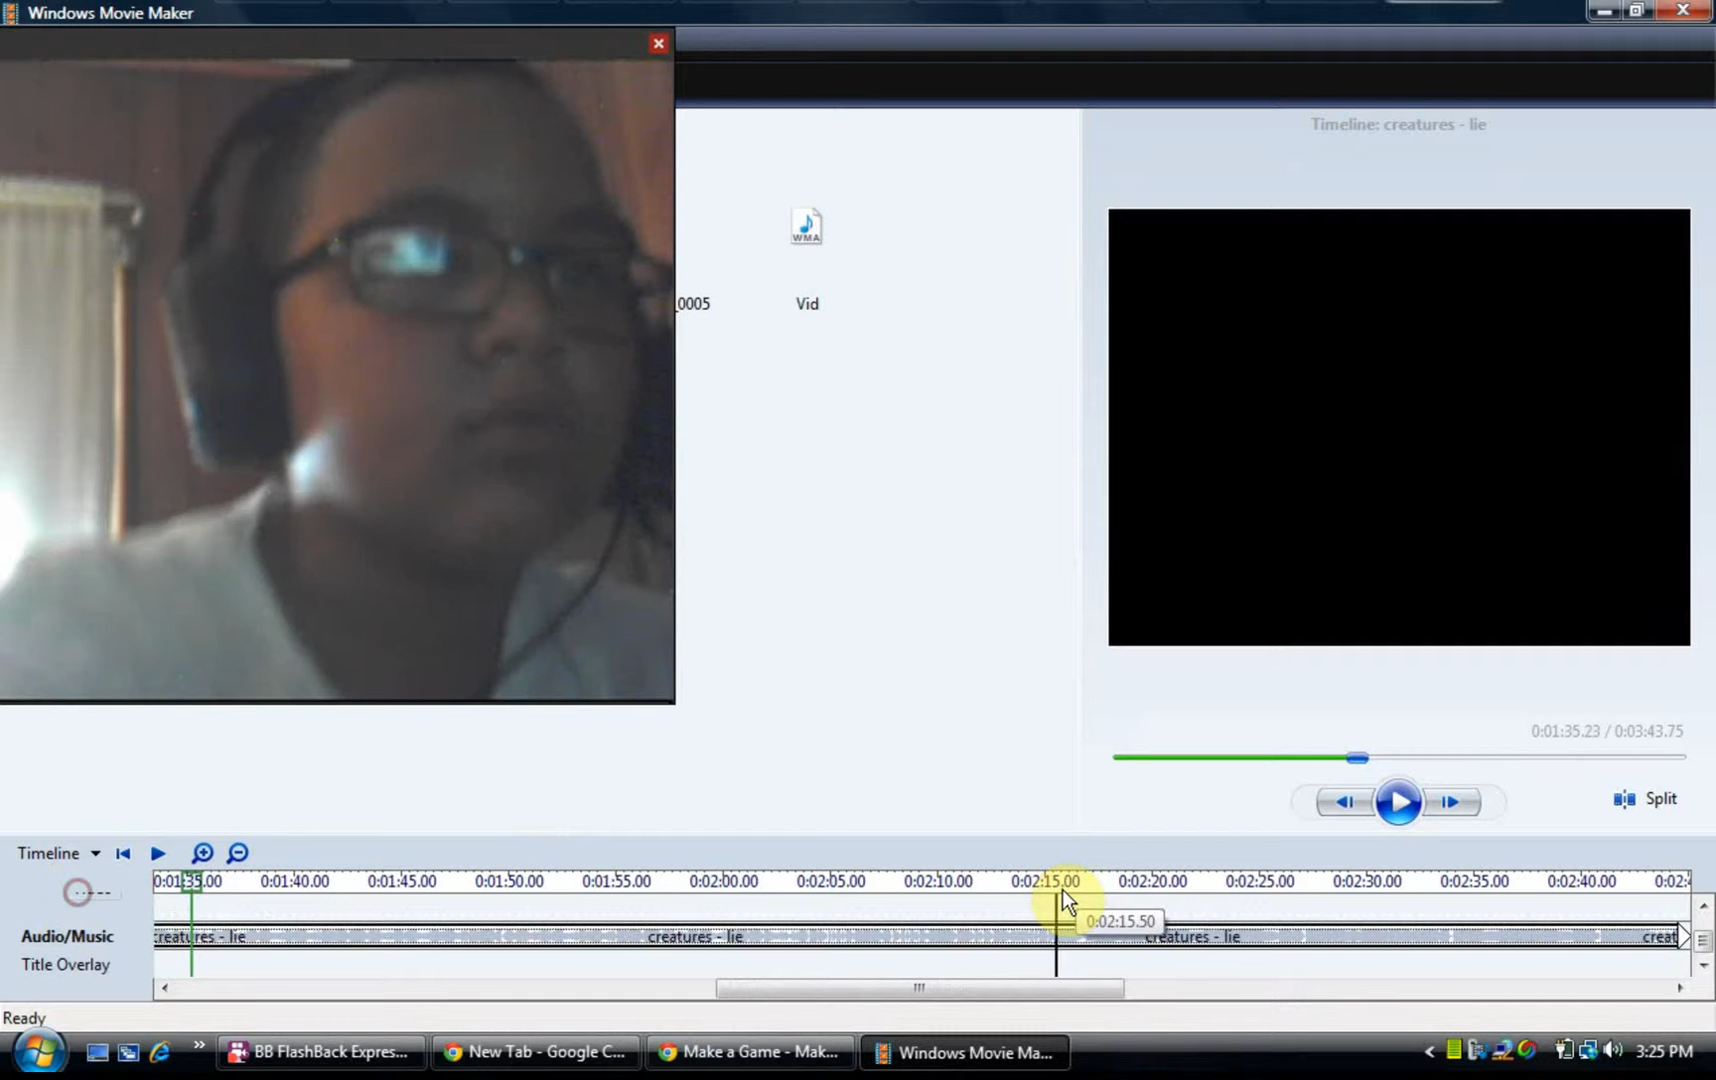 Windows Movie Maker
Timeline: creatures - lie
WMA
_0005
Vid
0:01:35.23 / 0:03:43.75
Split
Timeline
0:01:35.00 0:01:40.00 0:01:45.00 0:01:50.00 0:01:55.00 0:02:00.00 0:02:05.00 0:02:10.00 0:02:15.00 0:02:20.00 0:02:25.00 0:02:30.00 0:02:35.00 0:02:40.00 0:02:4
0:02:15.50
Audio/Music
creatures - lie creatures - lie creatures - lie creat
Title Overlay
Ready
BB FlashBack Expres... New Tab - Google C... Make a Game - Mak... Windows Movie Ma... 3:25 PM